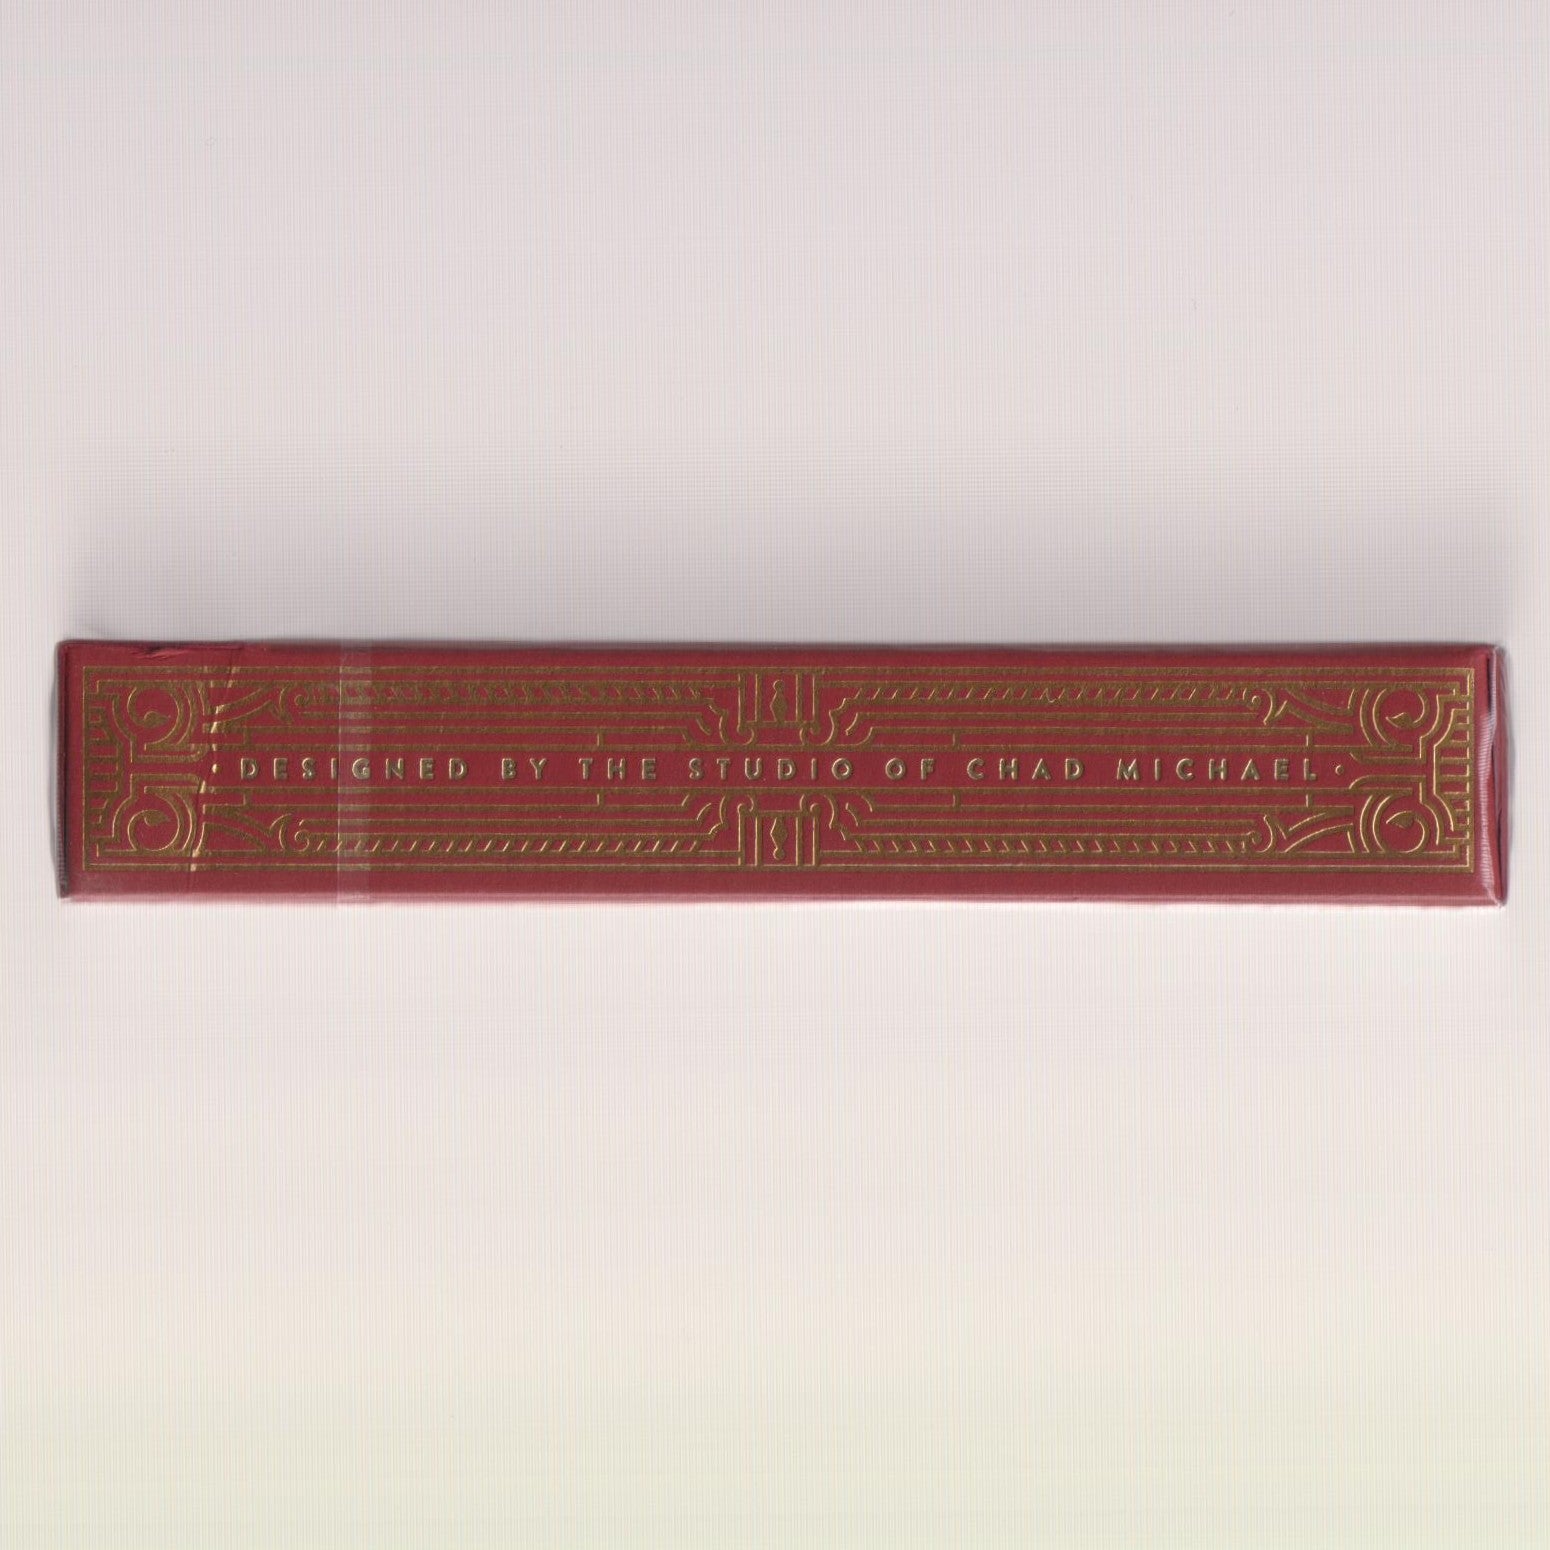 • DESIGNED BY THE STUDIO OF CHAD MICHAEL •